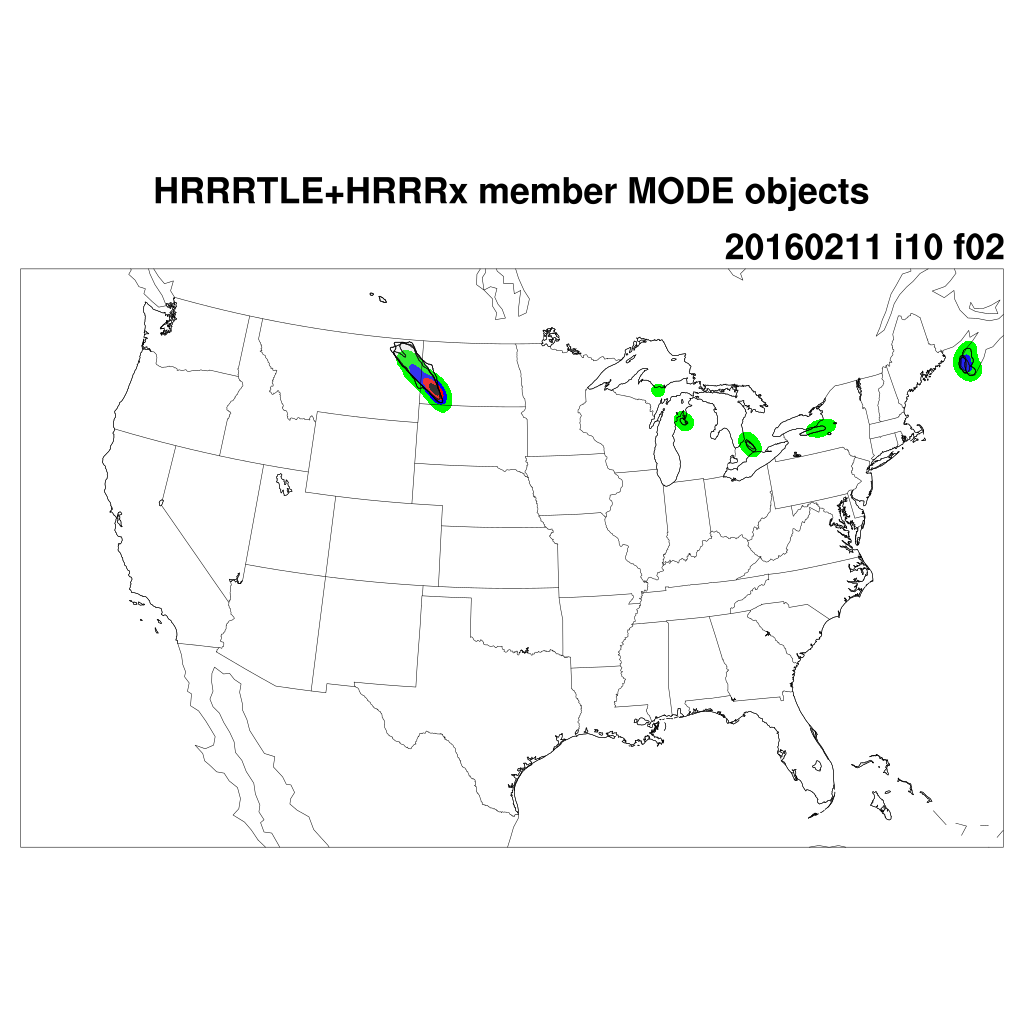 HRRRTLE+HRRRx member MODE objects
20160211 i10 f02